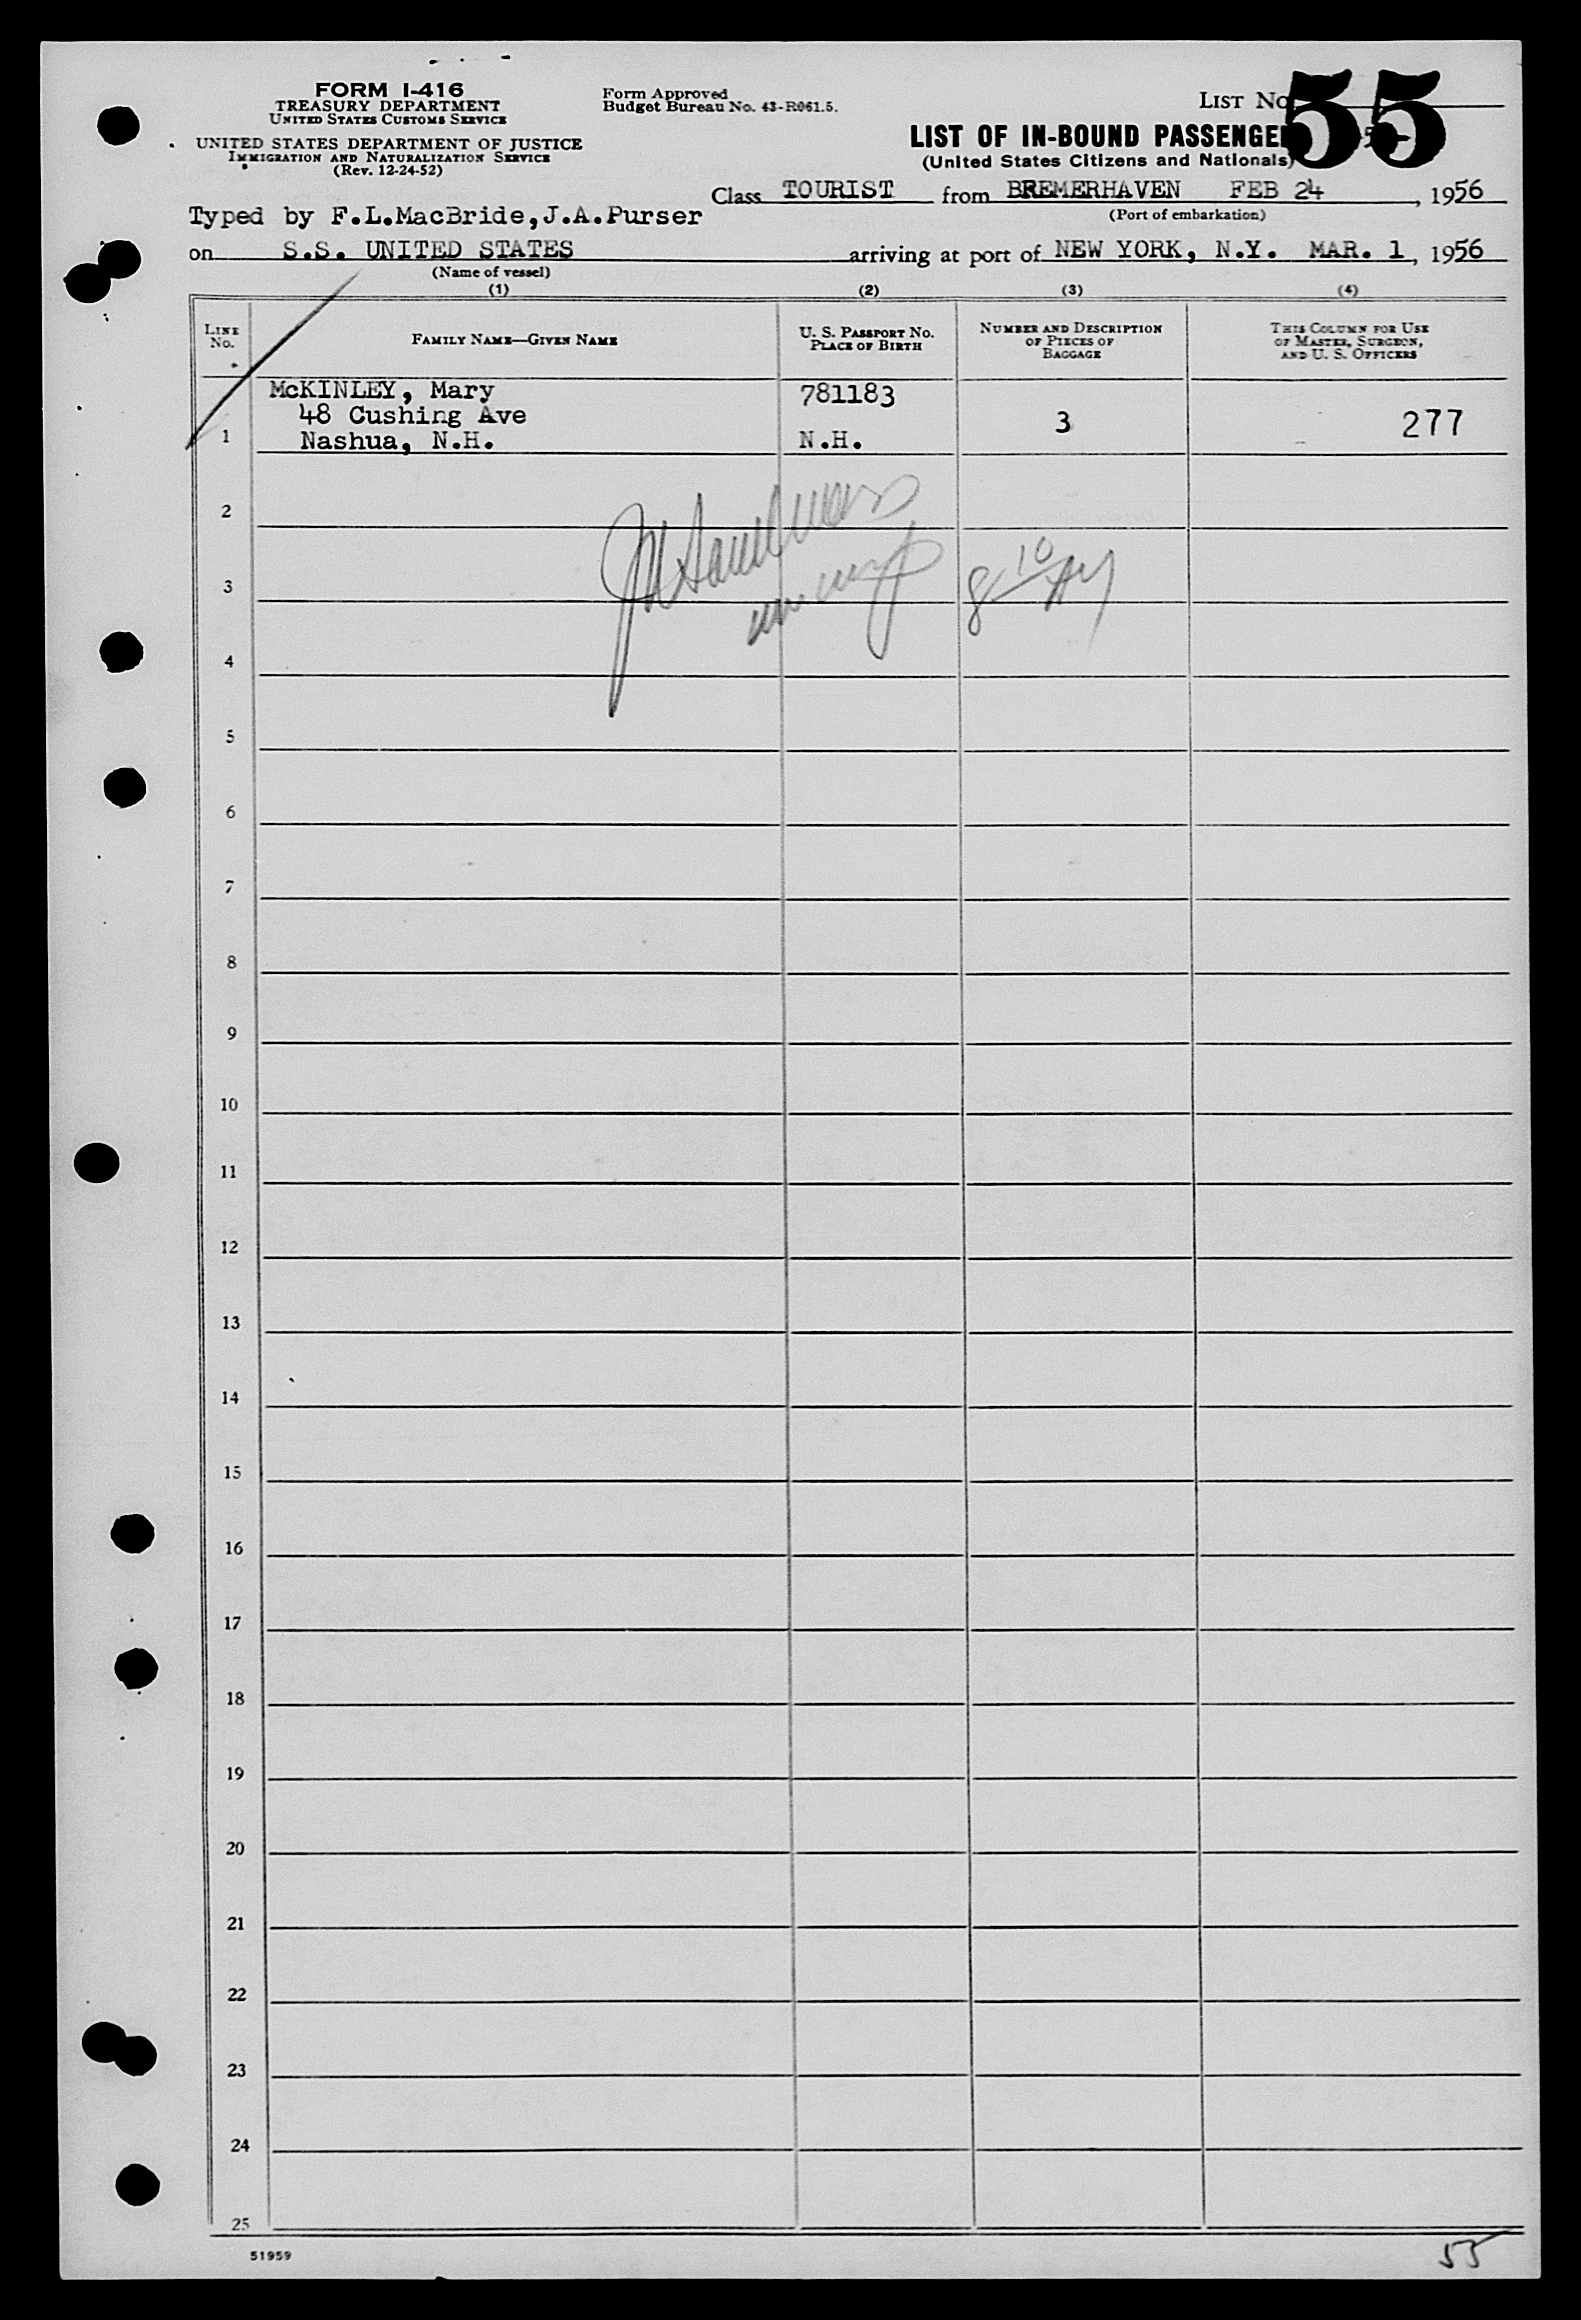 FORM I-416
TREASURY DEPARTMENT
UNITED STATES CUSTOMS SERVICE
UNITED STATES DEPARTMENT OF JUSTICE
IMMIGRATION AND NATURALIZATION SERVICE
(Rev. 12-24-52)
Form Approved
Budget Bureau No. 43-R061.5.
LIST No
55
LIST OF IN-BOUND PASSENGE
(United States Citizens and Nationals)
Class TOURIST from BREMERHAVEN FEB 24, 1956
(Port of embarkation)
Typed by F.L.MacBride,J.A.Purser
on S.S. UNITED STATES arriving at port of NEW YORK, N.Y. MAR. 1, 1956
(Name of vessel)
(1) (2) (3) (4)
LINE No.
FAMILY NAME—GIVEN NAME
U. S. PASSPORT No.
PLACE OF BIRTH
NUMBER AND DESCRIPTION
OF PIECES OF
BAGGAGE
THIS COLUMN FOR USE
OF MASTER, SURGEON,
AND U. S. OFFICERS
McKINLEY, Mary 781183
48 Cushing Ave 3 277
1 Nashua, N.H. N.H.
2
3
8 10
4
5
6
7
8
9
10
11
12
13
14
15
16
17
18
19
20
21
22
23
24
25
51959
55